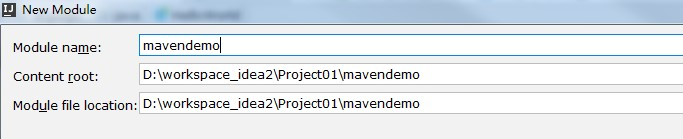 New Module
Module name: mavendemo
Content root: D:\workspace_idea2\Project01\mavendemo
Module file location: D:\workspace_idea2\Project01\mavendemo